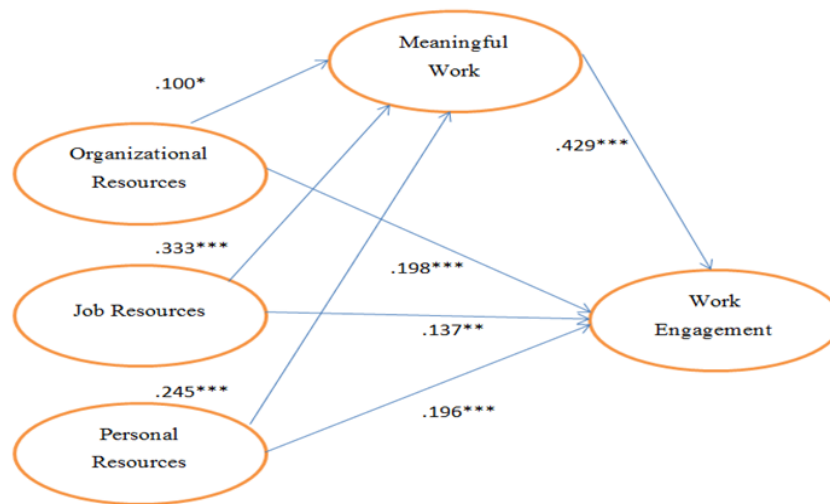 Meaningful
Work
.100*
.429***
Organizational
Resources
.333***
.198***
Job Resources
.137**
Work
Engagement
.245***
.196***
Personal
Resources